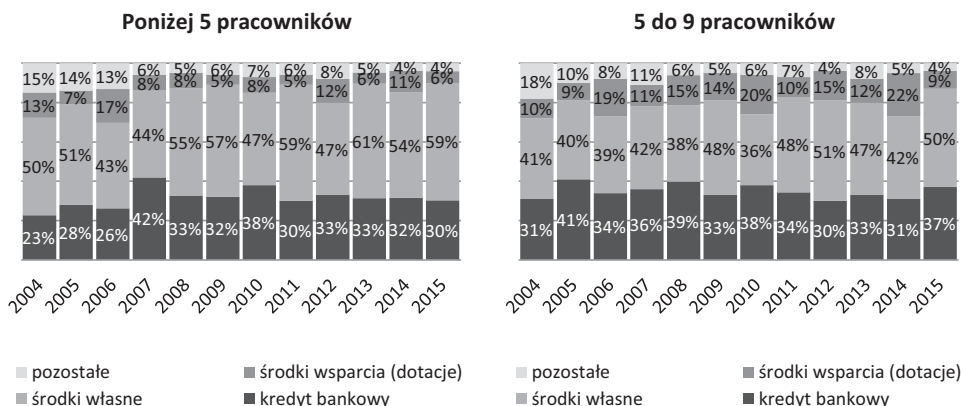 Poniżej 5 pracowników
15% 14% 13% 6% 5% 6% 7% 6% 8% 5% 4% 4%
13% 7% 17% 8% 8% 5% 8% 5% 12% 6% 11% 6%
50% 51% 43% 44% 55% 57% 47% 59% 47% 61% 54% 59%
23% 28% 26% 42% 33% 32% 38% 30% 33% 33% 32% 30%
2004 2005 2006 2007 2008 2009 2010 2011 2012 2013 2014 2015
pozostałe środki wsparcia (dotacje)
środki własne kredyt bankowy
5 do 9 pracowników
18% 10% 8% 11% 6% 5% 6% 7% 4% 8% 5% 4%
10% 9% 19% 11% 15% 14% 20% 10% 15% 12% 22% 9%
41% 40% 39% 42% 38% 48% 36% 48% 51% 47% 42% 50%
31% 41% 34% 36% 39% 33% 38% 34% 30% 33% 31% 37%
2004 2005 2006 2007 2008 2009 2010 2011 2012 2013 2014 2015
pozostałe środki wsparcia (dotacje)
środki własne kredyt bankowy